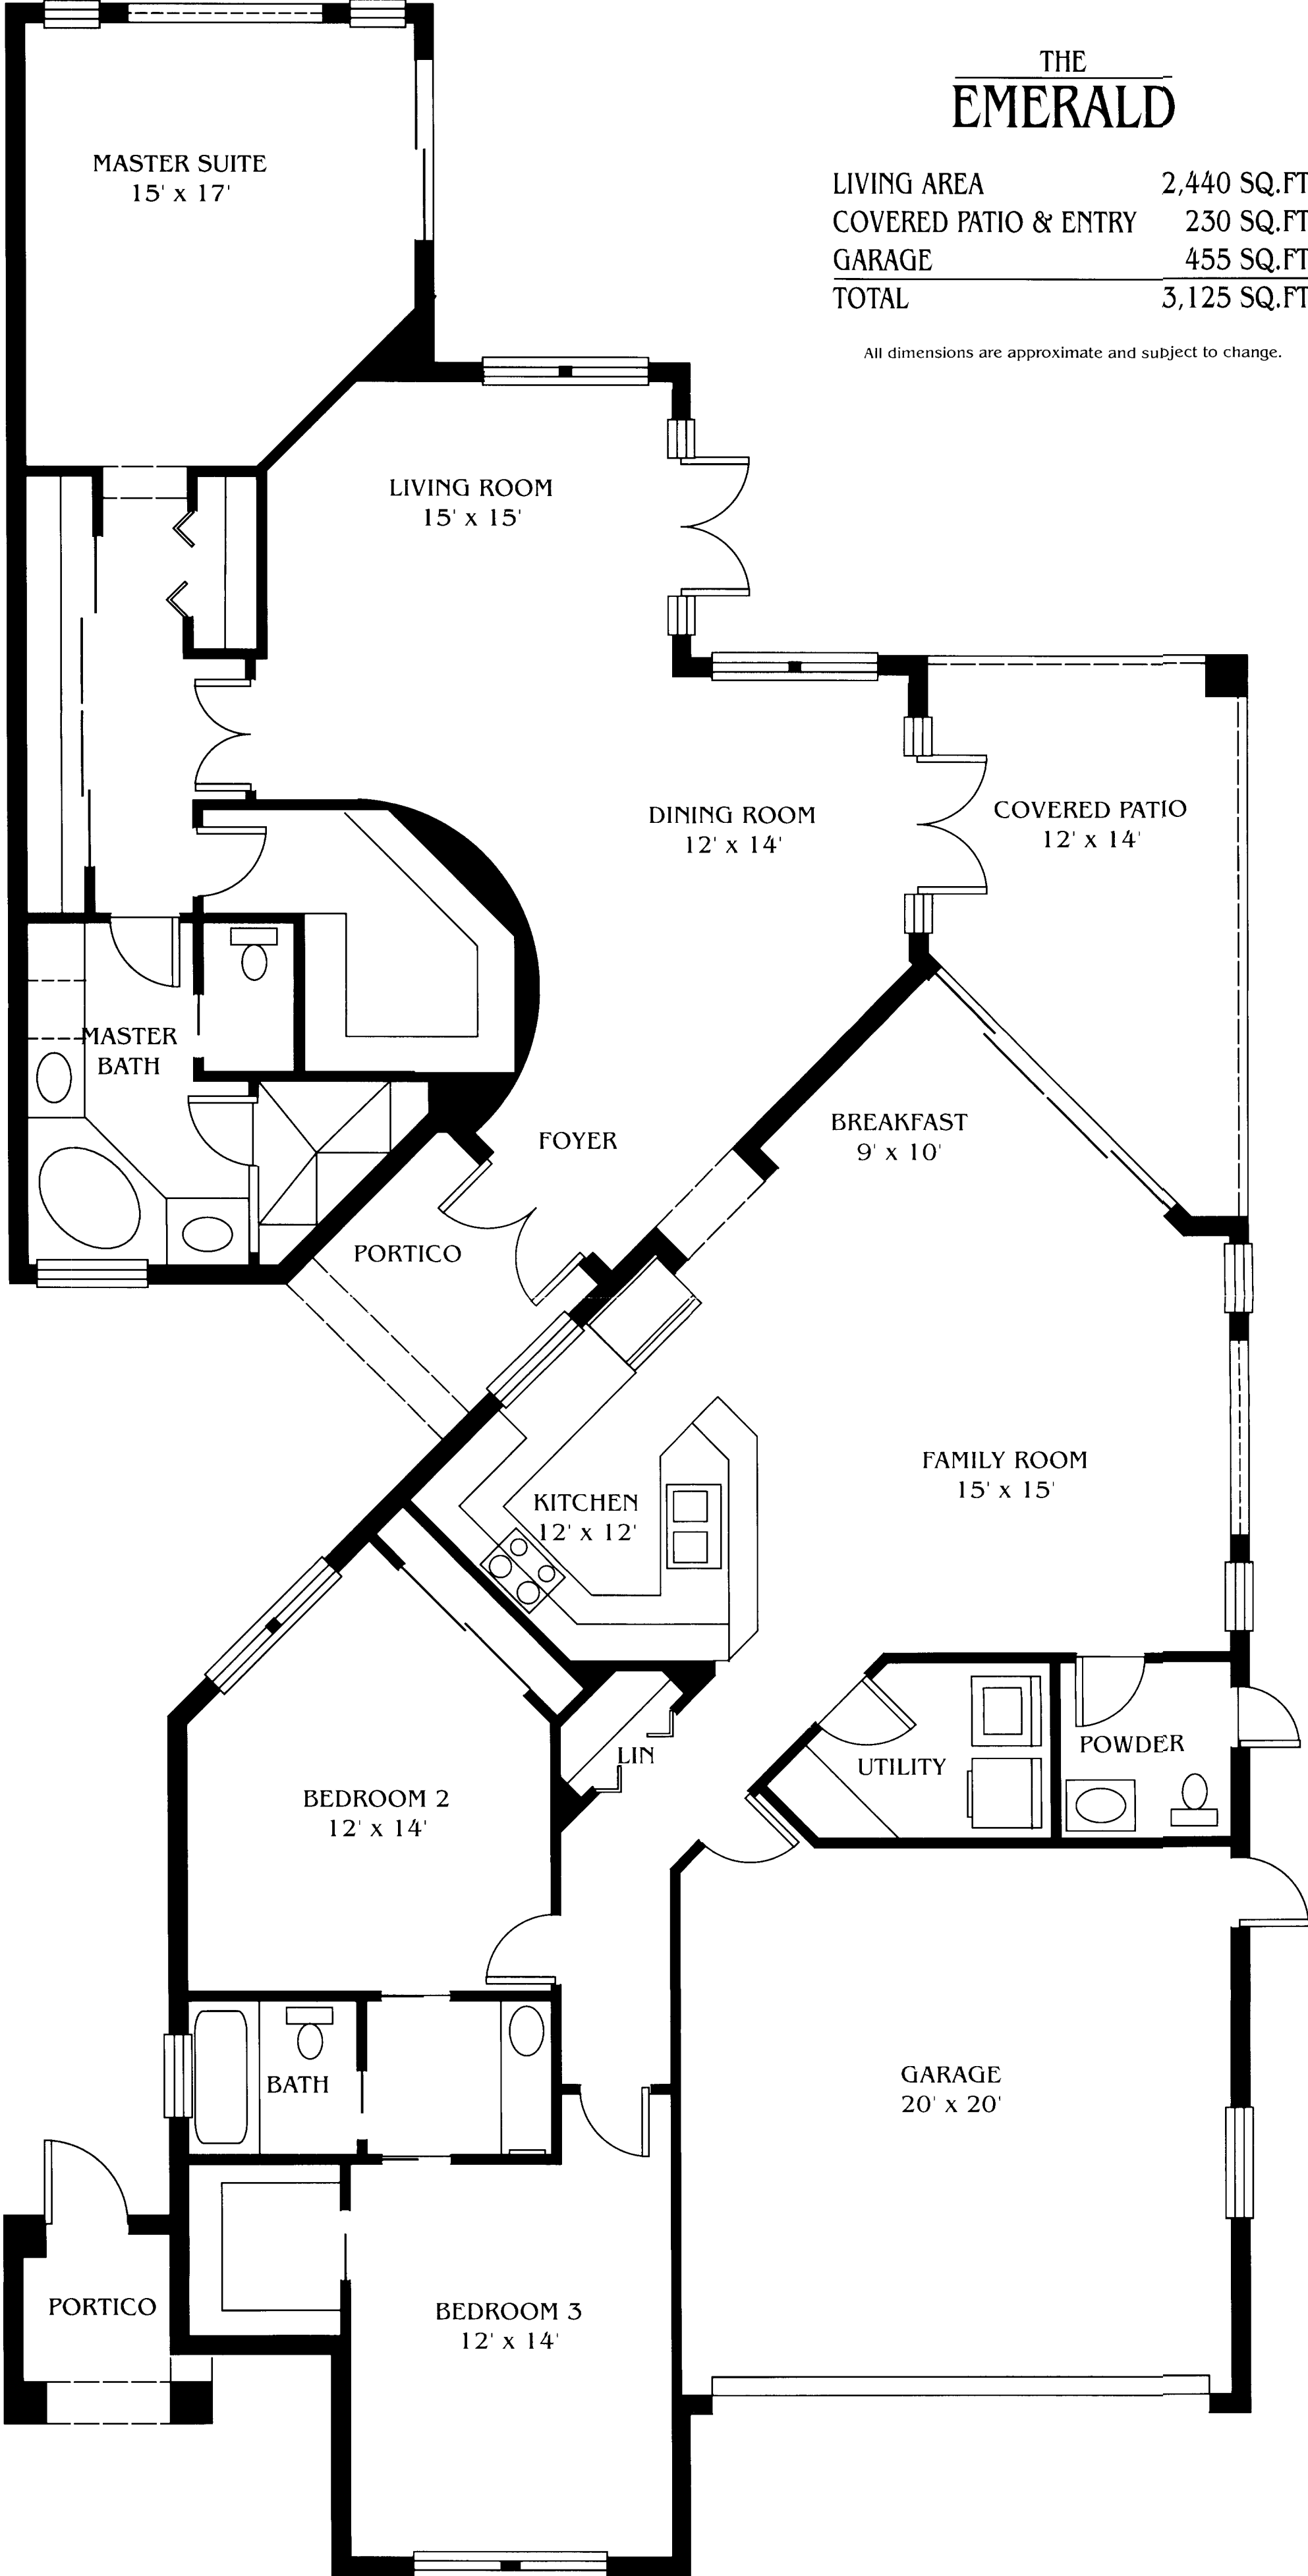 THE
EMERALD
LIVING AREA 2,440 SQ.FT
COVERED PATIO & ENTRY 230 SQ.FT
GARAGE 455 SQ.FT
TOTAL 3,125 SQ.FT
All dimensions are approximate and subject to change.
MASTER SUITE
15' x 17'
LIVING ROOM
15' x 15'
DINING ROOM
12' x 14'
COVERED PATIO
12' x 14'
MASTER
BATH
FOYER
BREAKFAST
9' x 10'
PORTICO
FAMILY ROOM
15' x 15'
KITCHEN
12' x 12'
LIN
UTILITY
POWDER
BEDROOM 2
12' x 14'
BATH
GARAGE
20' x 20'
PORTICO
BEDROOM 3
12' x 14'